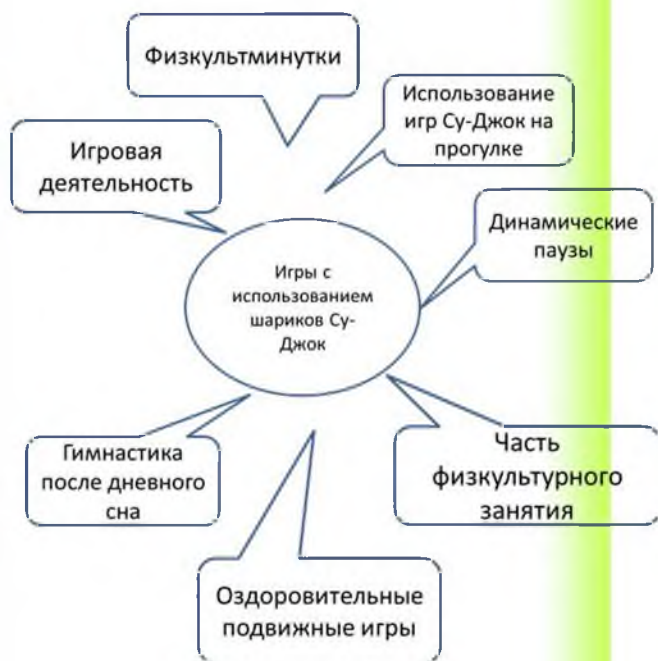 Физкультминутки
Использование
игр Су-Джок на
прогулке
Игровая
деятельность
Динамические
паузы
Игры с
использованием
шариков Су-
Джок
Гимнастика
после дневного
сна
Часть
физкультурного
занятия
Оздоровительные
подвижные игры